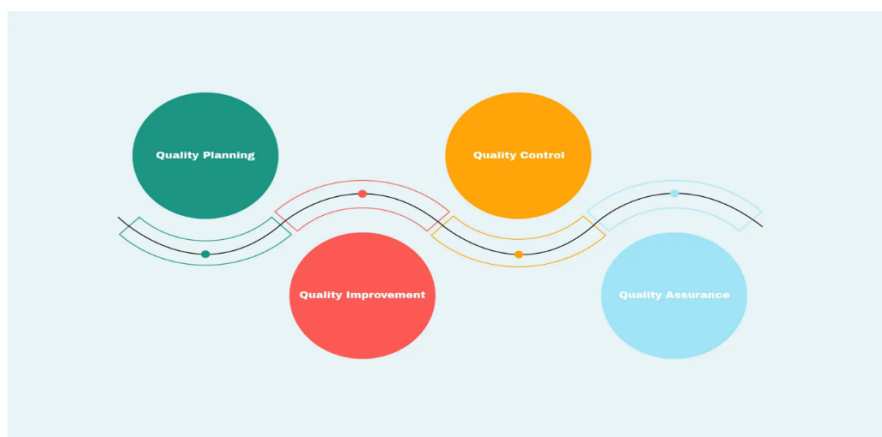 Quality Planning
Quality Improvement
Quality Control
Quality Assurance